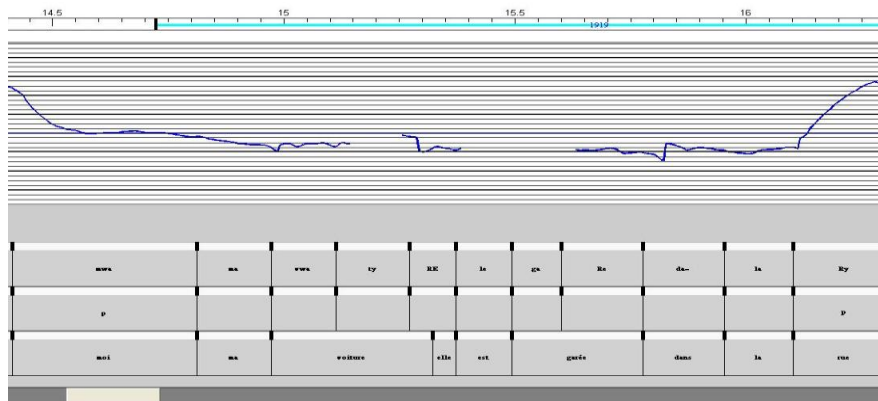 14.5 15 15.5 16
1919
mwa ma vwa ty RE le ga Re da~ la Ry
p p
moi ma voiture elle est garée dans la rue